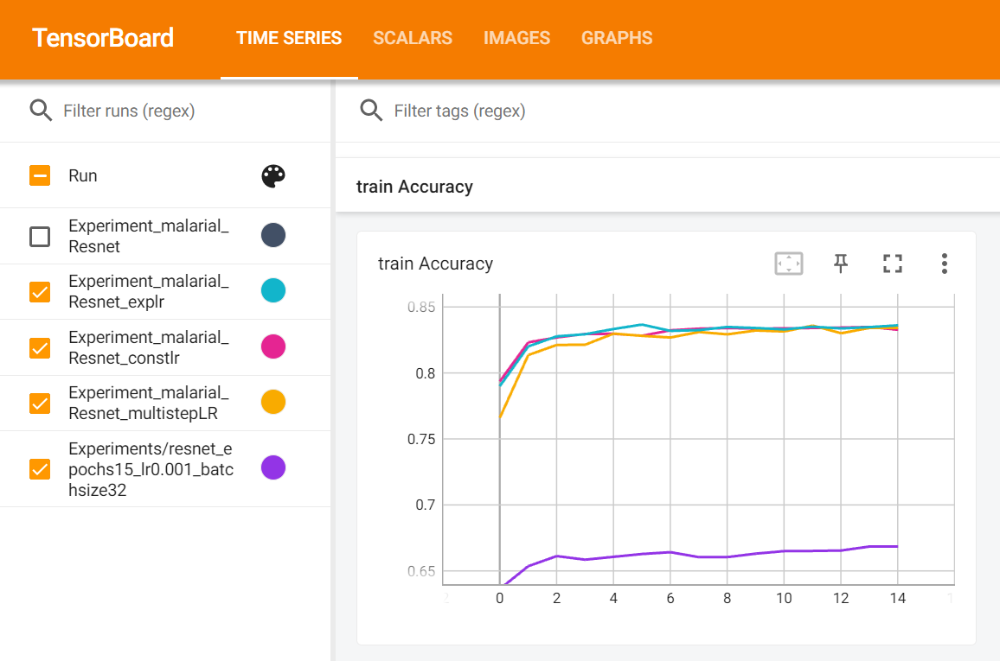 TensorBoard TIME SERIES SCALARS IMAGES GRAPHS
Filter runs (regex)
Filter tags (regex)
Run
Experiment_malarial_
Resnet
Experiment_malarial_
Resnet_explr
Experiment_malarial_
Resnet_constlr
Experiment_malarial_
Resnet_multistepLR
Experiments/resnet_e
pochs15_lr0.001_batc
hsize32
train Accuracy
train Accuracy
0.85
0.8
0.75
0.7
0.65
2 0 2 4 6 8 10 12 14